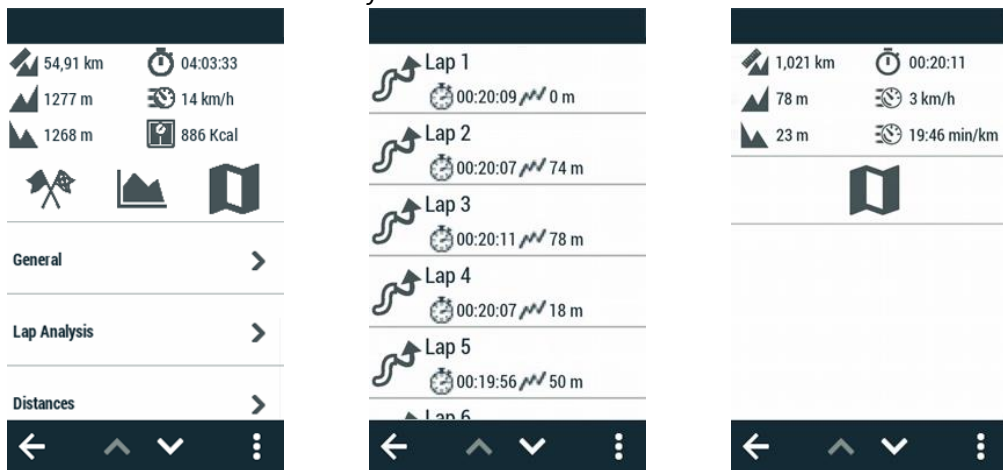 54,91 km 04:03:33
1277 m 14 km/h
1268 m 886 Kcal
General
Lap Analysis
Distances
Lap 1
00:20:09 0 m
Lap 2
00:20:07 74 m
Lap 3
00:20:11 78 m
Lap 4
00:20:07 18 m
Lap 5
00:19:56 50 m
Lap 6
1,021 km 00:20:11
78 m 3 km/h
23 m 19:46 min/km